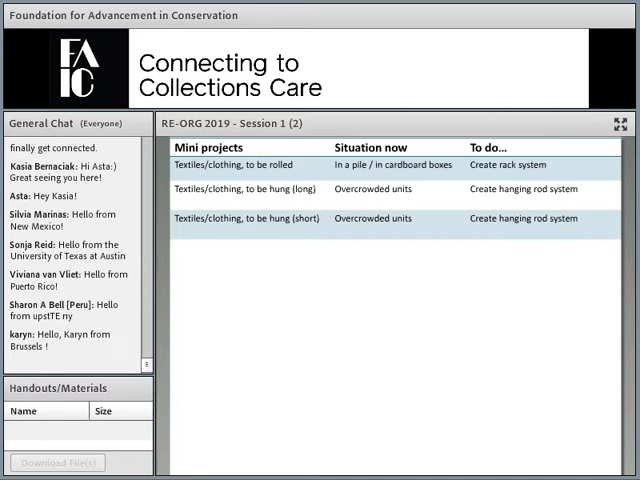 Foundation for Advancement in Conservation
FA
IC
Connecting to
Collections Care
General Chat (Everyone)
finally get connected.
Kasia Bernaciak: Hi Asta:)
Great seeing you here!
Asta: Hey Kasia!
Silvia Marinas: Hello from
New Mexico!
Sonja Reid: Hello from the
University of Texas at Austin
Viviana van Vliet: Hello from
Puerto Rico!
Sharon A Bell [Peru]: Hello
from upstTE ny
karyn: Hello, Karyn from
Brussels !
Handouts/Materials
Name Size
Download File(s)
RE-ORG 2019 - Session 1 (2)
Mini projects Situation now To do...
Textiles/clothing, to be rolled In a pile / in cardboard boxes Create rack system
Textiles/clothing, to be hung (long) Overcrowded units Create hanging rod system
Textiles/clothing, to be hung (short) Overcrowded units Create hanging rod system